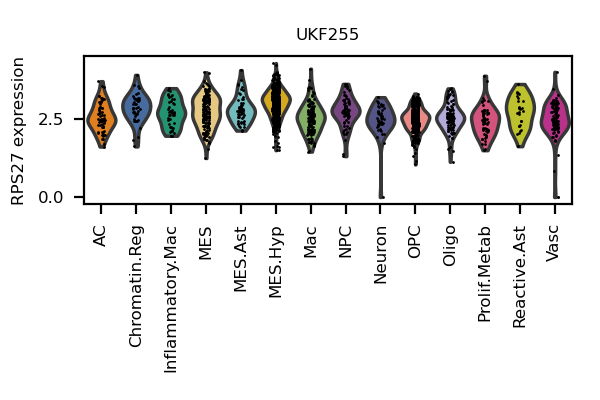 UKF255
RPS27 expression
2.5
0.0
AC
Chromatin.Reg
Inflammatory.Mac
MES
MES.Ast
MES.Hyp
Mac
NPC
Neuron
OPC
Oligo
Prolif.Metab
Reactive.Ast
Vasc